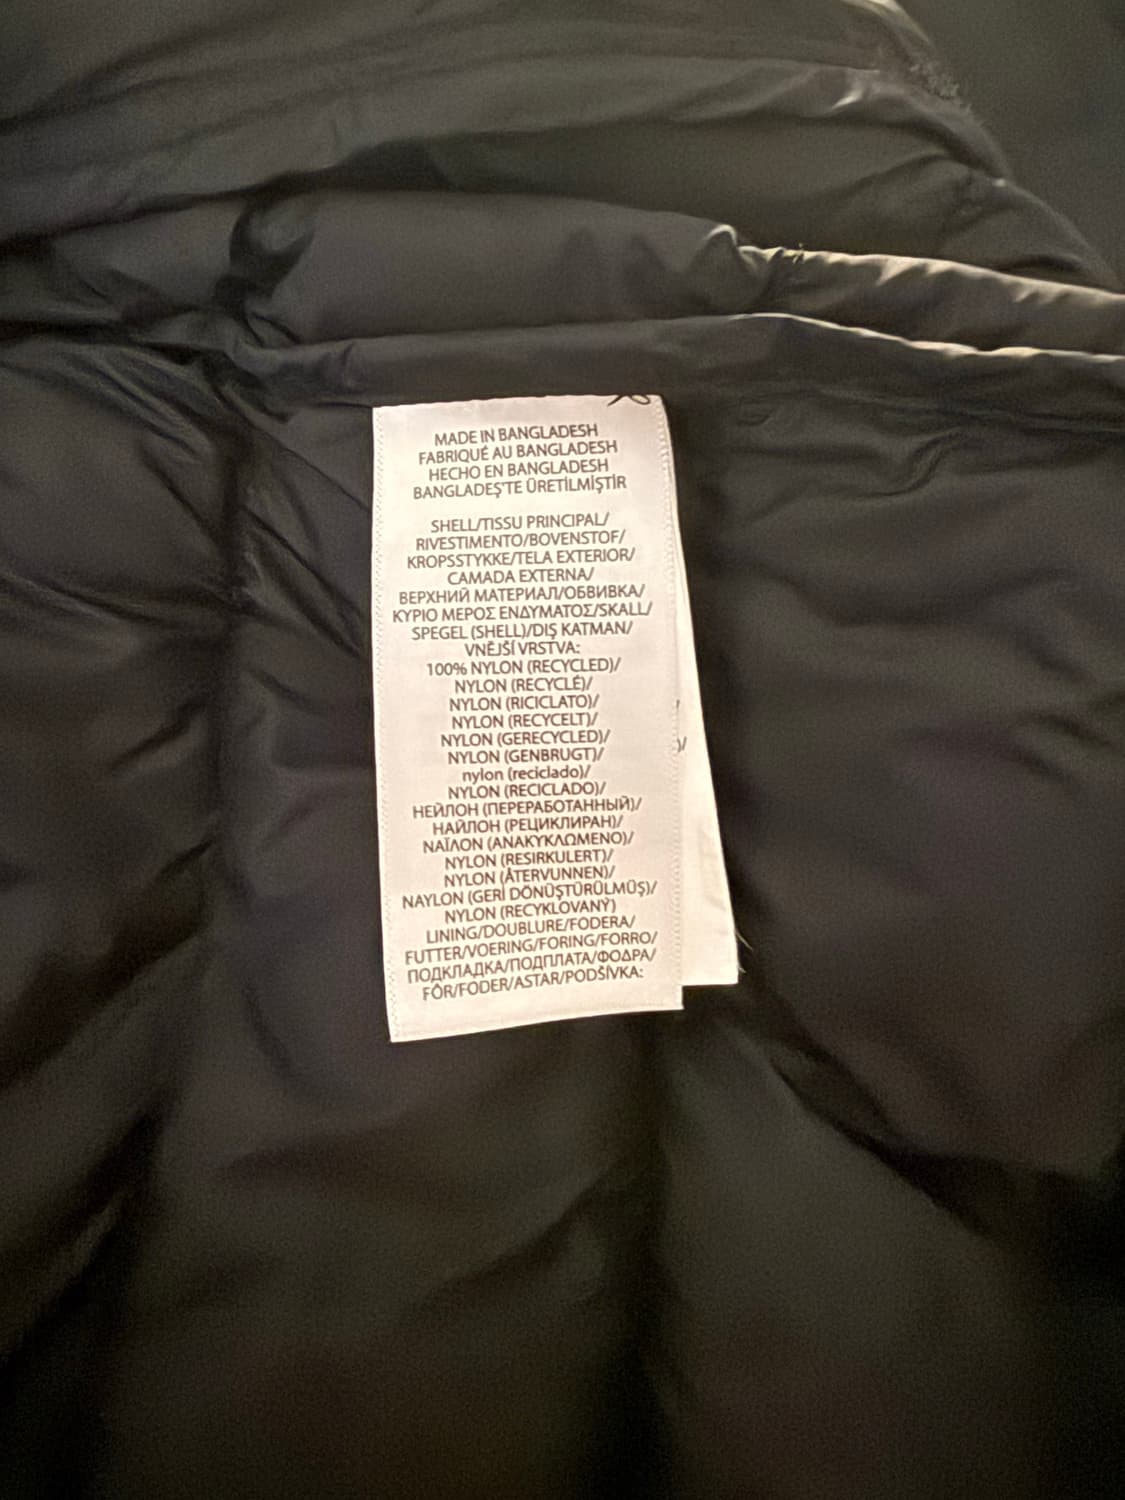 MADE IN BANGLADESH
FABRIQUÉ AU BANGLADESH
HECHO EN BANGLADESH
BANGLADEŞ'TE ÜRETİLMİŞTİR
SHELL/TISSU PRINCIPAL/
RIVESTIMENTO/BOVENSTOF/
KROPSSTYKKE/TELA EXTERIOR/
CAMADA EXTERNA/
ВЕРХНИЙ МАТЕРИАЛ/ОБВИВКА/
ΚΥΡΙΟ ΜΕΡΟΣ ΕΝΔΥΜΑΤΟΣ/SKALL/
SPEGEL (SHELL)/DIŞ KATMAN/
VNĚJŠÍ VRSTVA:
100% NYLON (RECYCLED)/
NYLON (RECYCLÉ)/
NYLON (RICICLATO)/
NYLON (RECYCELT)/
NYLON (GERECYCLED)/
NYLON (GENBRUGT)/
nylon (reciclado)/
NYLON (RECICLADO)/
НЕЙЛОН (ПЕРЕРАБОТАННЫЙ)/
НАЙЛОН (РЕЦИКЛИРАН)/
ΝΑΪΛΟΝ (ΑΝΑΚΥΚΛΩΜΕΝΟ)/
NYLON (RESIRKULERT)/
NYLON (ÅTERVUNNEN)/
NAYLON (GERİ DÖNÜŞTÜRÜLMÜŞ)/
NYLON (RECYKLOVANÝ)
LINING/DOUBLURE/FODERA/
FUTTER/VOERING/FORING/FORRO/
ПОДКЛАДКА/ПОДПЛАТА/ΦΟΔΡΑ/
FÔR/FODER/ASTAR/PODŠÍVKA: